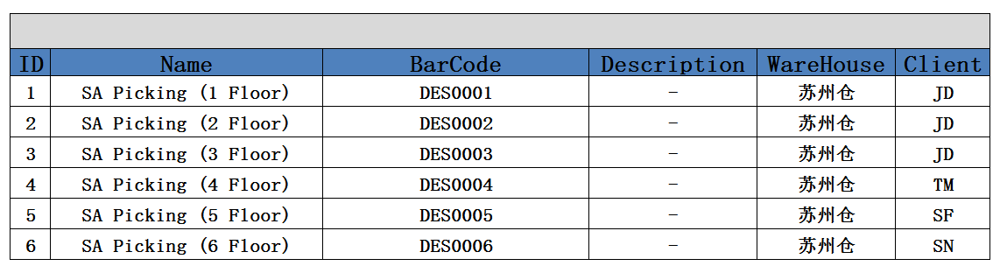 ID Name BarCode Description WareHouse Client
1 SA Picking (1 Floor) DES0001 - 苏州仓 JD
2 SA Picking (2 Floor) DES0002 - 苏州仓 JD
3 SA Picking (3 Floor) DES0003 - 苏州仓 JD
4 SA Picking (4 Floor) DES0004 - 苏州仓 TM
5 SA Picking (5 Floor) DES0005 - 苏州仓 SF
6 SA Picking (6 Floor) DES0006 - 苏州仓 SN